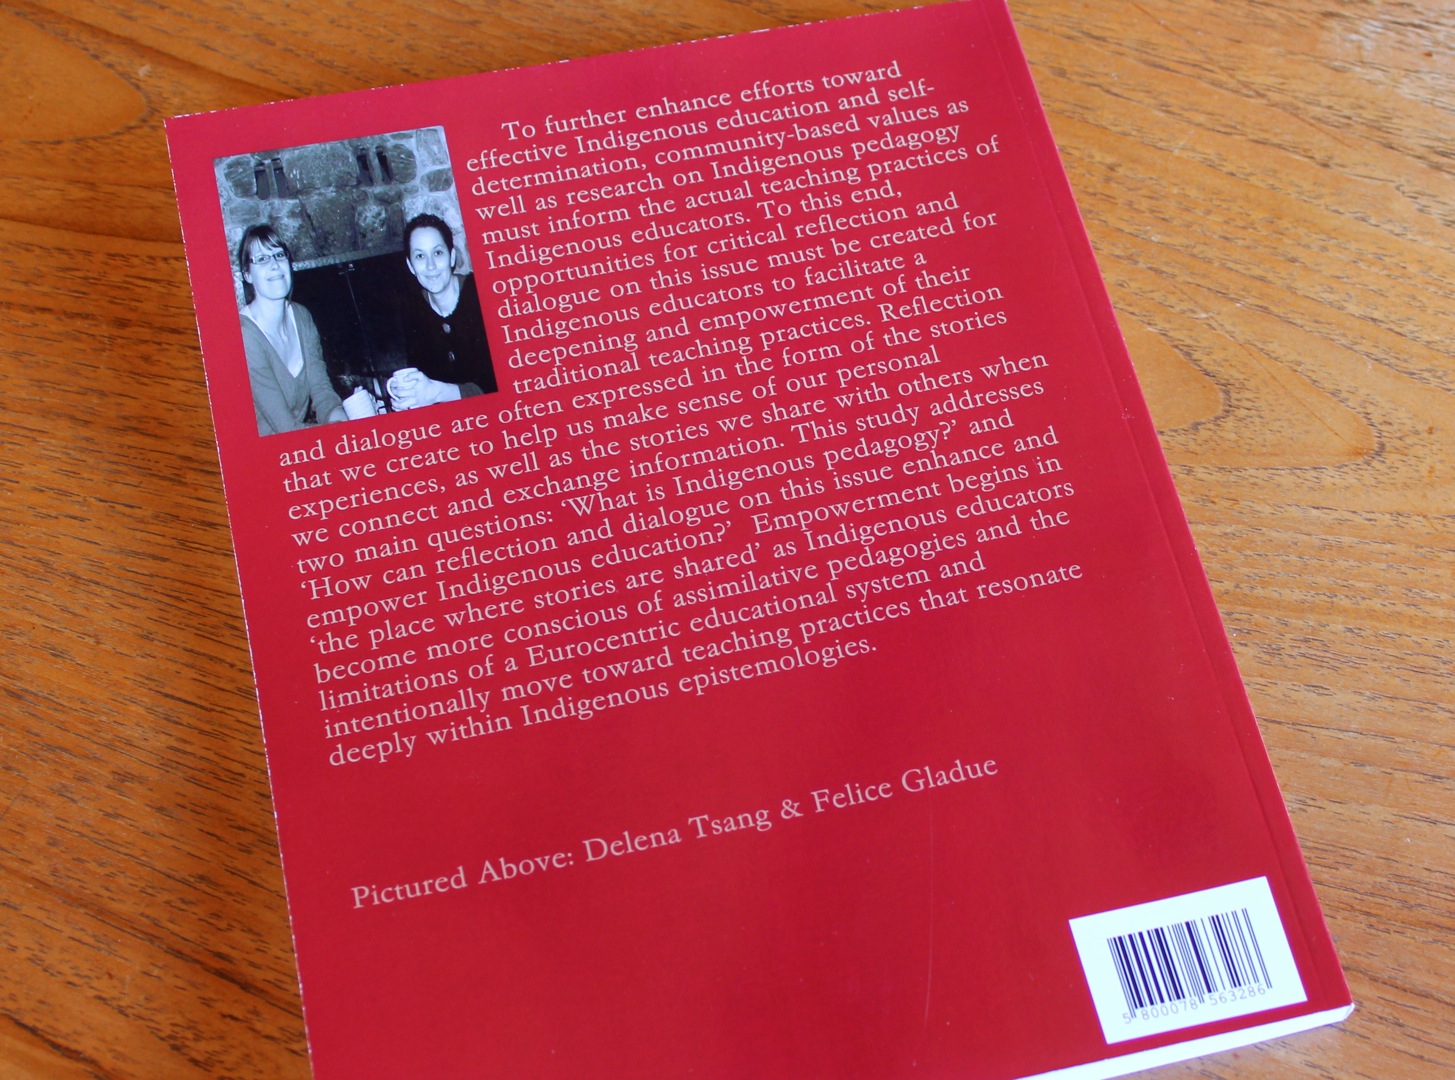 To further enhance efforts toward
effective Indigenous education and self-
determination, community-based values as
well as research on Indigenous pedagogy
must inform the actual teaching practices of
Indigenous educators. To this end,
opportunities for critical reflection and
dialogue on this issue must be created for
Indigenous educators to facilitate a
deepening and empowerment of their
traditional teaching practices. Reflection
and dialogue are often expressed in the form of the stories
that we create to help us make sense of our personal
experiences, as well as the stories we share with others when
we connect and exchange information. This study addresses
two main questions: ‘What is Indigenous pedagogy?’ and
‘How can reflection and dialogue on this issue enhance and
empower Indigenous education?’ Empowerment begins in
‘the place where stories are shared’ as Indigenous educators
become more conscious of assimilative pedagogies and the
limitations of a Eurocentric educational system and
intentionally move toward teaching practices that resonate
deeply within Indigenous epistemologies.
Pictured Above: Delena Tsang & Felice Gladue
5 800078 563286